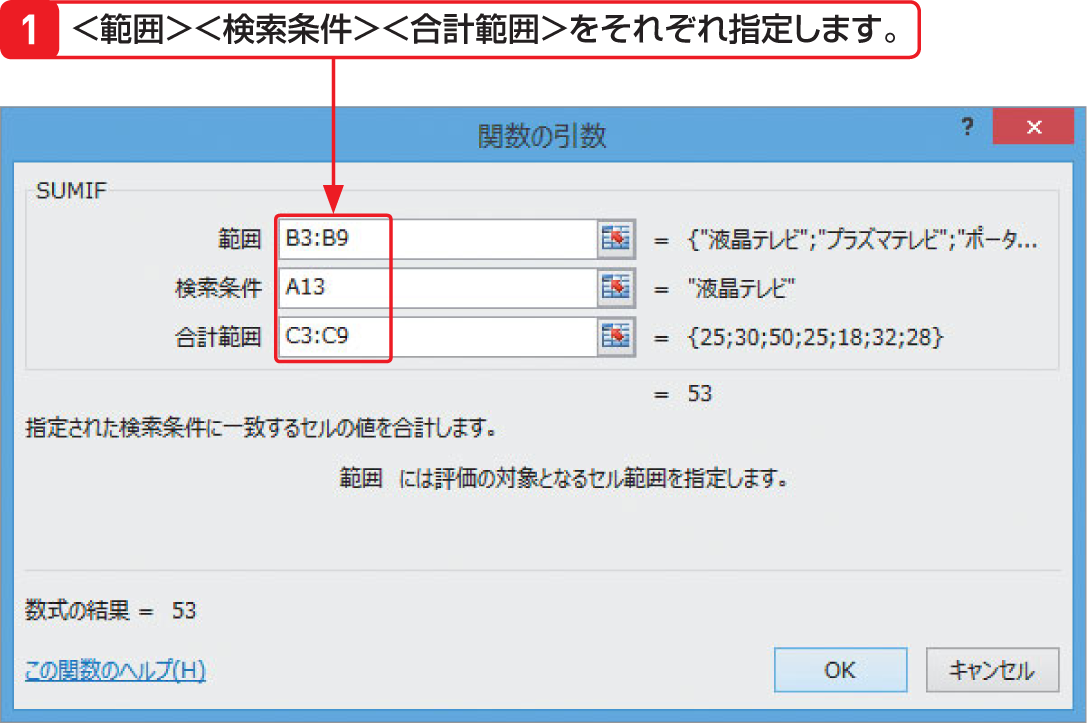 1 <範囲><検索条件><合計範囲>をそれぞれ指定します。
関数の引数 ? ×
SUMIF
範囲 B3:B9 = {"液晶テレビ";"プラズマテレビ";"ポータ...
検索条件 A13 = "液晶テレビ"
合計範囲 C3:C9 = {25;30;50;25;18;32;28}
= 53
指定された検索条件に一致するセルの値を合計します。
範囲 には評価の対象となるセル範囲を指定します。
数式の結果 = 53
この関数のヘルプ(H) OK キャンセル